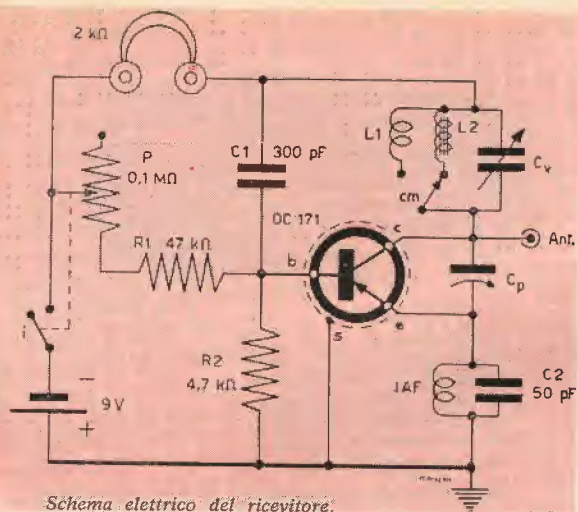 2 kΩ
P
0,1 MΩ
C1 300 pF
L1
L2
Cv
cm
OC 171
c
Ant.
R1 47 kΩ
b
Cp
e
s
R2
4,7 kΩ
JAF
C2
50 pF
i
−
9V
+
Schema elettrico del ricevitore.